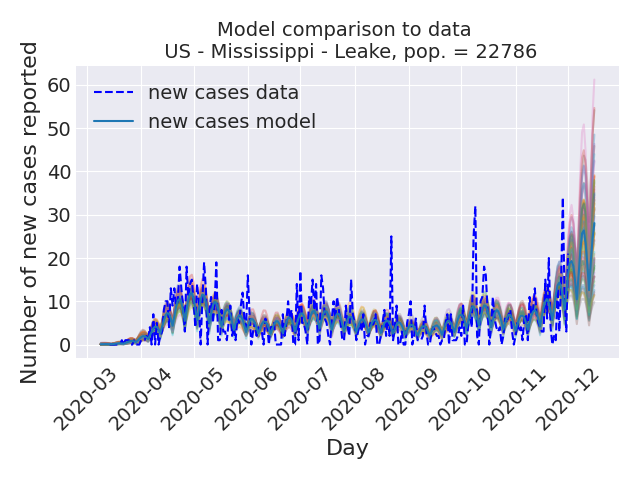 Model comparison to data
US - Mississippi - Leake, pop. = 22786
Number of new cases reported
60
50
40
30
20
10
0
new cases data
new cases model
2020-03
2020-04
2020-05
2020-06
2020-07
2020-08
2020-09
2020-10
2020-11
2020-12
Day